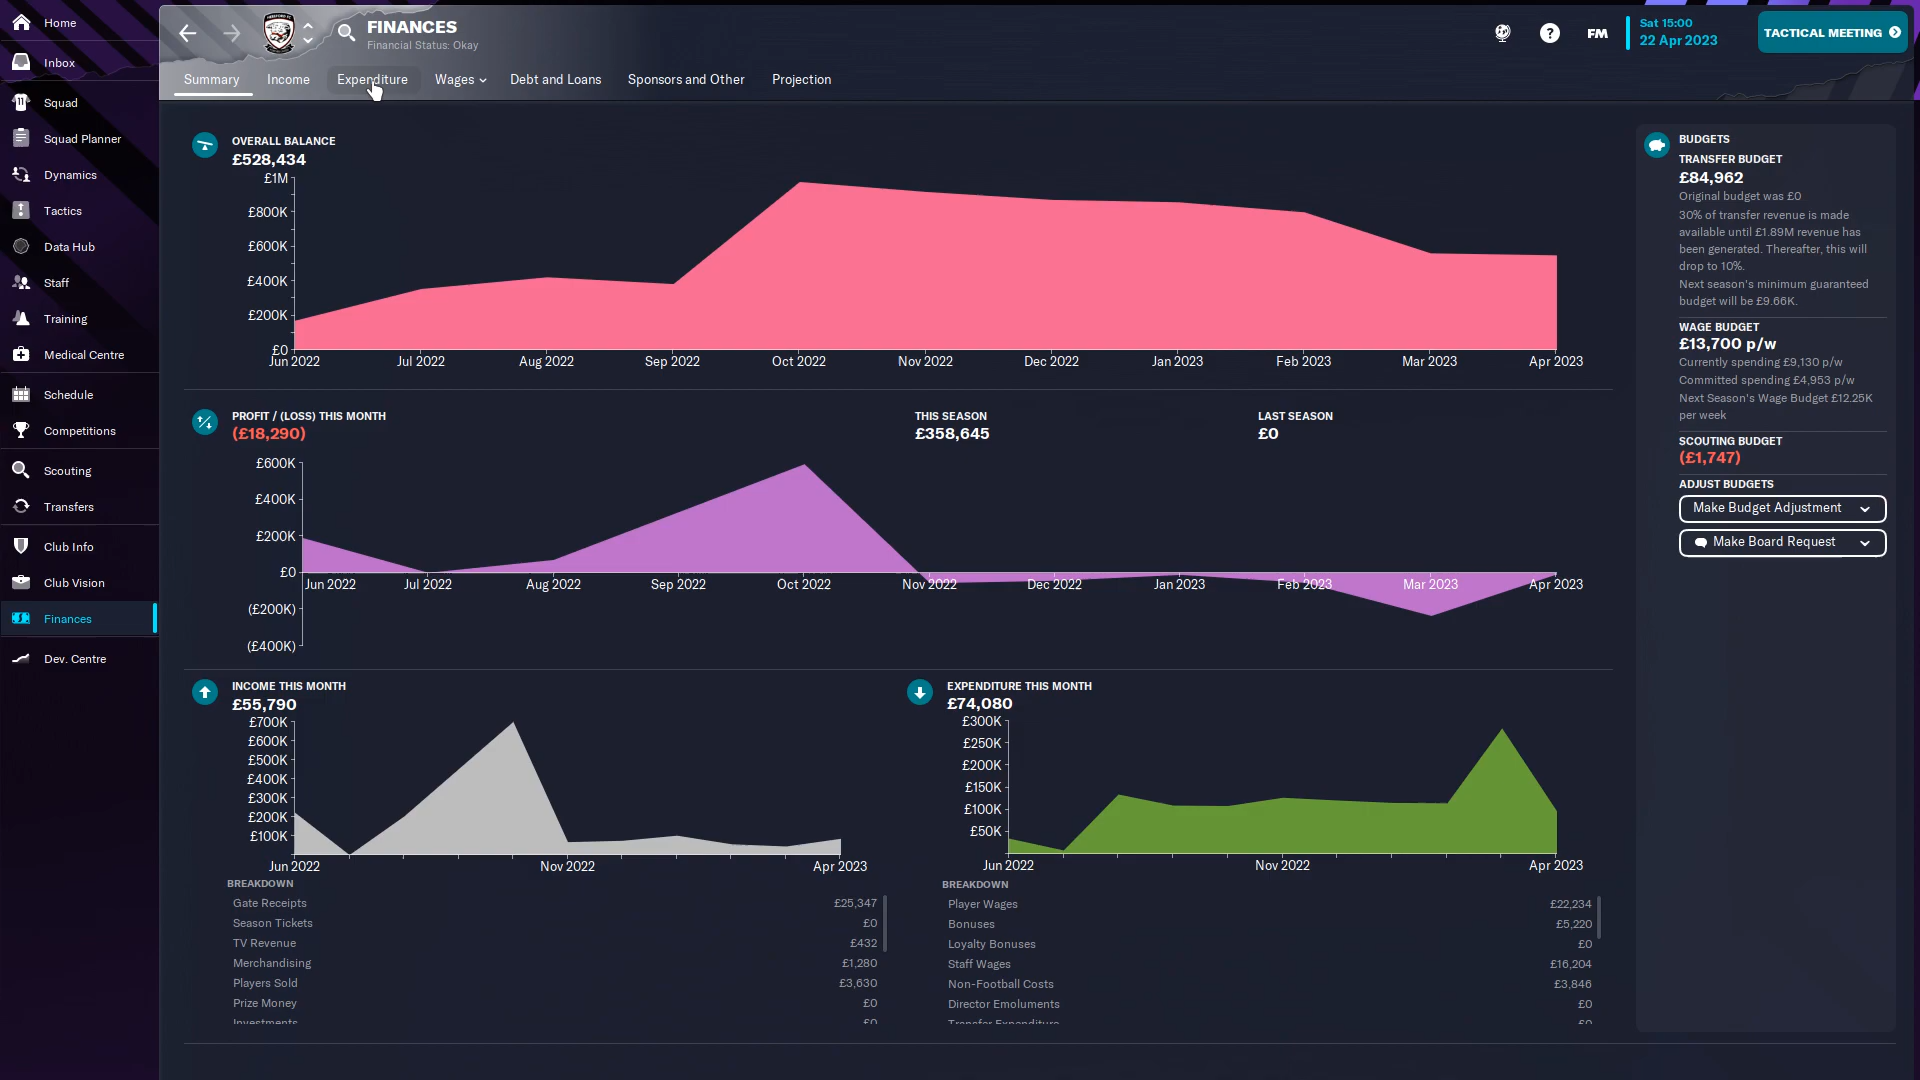 Home
Inbox
Squad
Squad Planner
Dynamics
Tactics
Data Hub
Staff
Training
Medical Centre
Schedule
Competitions
Scouting
Transfers
Club Info
Club Vision
Finances
Dev. Centre
FINANCES
Financial Status: Okay
FM
Sat 15:00
22 Apr 2023
TACTICAL MEETING
Summary Income Expenditure Wages Debt and Loans Sponsors and Other Projection
OVERALL BALANCE
£528,434
£1M
£800K
£600K
£400K
£200K
£0
Jun 2022 Jul 2022 Aug 2022 Sep 2022 Oct 2022 Nov 2022 Dec 2022 Jan 2023 Feb 2023 Mar 2023 Apr 2023
PROFIT / (LOSS) THIS MONTH
(£18,290)
THIS SEASON
£358,645
LAST SEASON
£0
£600K
£400K
£200K
£0
Jun 2022 Jul 2022 Aug 2022 Sep 2022 Oct 2022 Nov 2022 Dec 2022 Jan 2023 Feb 2023 Mar 2023 Apr 2023
(£200K)
(£400K)
INCOME THIS MONTH
£55,790
£700K
£600K
£500K
£400K
£300K
£200K
£100K
Jun 2022 Nov 2022 Apr 2023
BREAKDOWN
Gate Receipts £25,347
Season Tickets £0
TV Revenue £432
Merchandising £1,280
Players Sold £3,630
Prize Money £0
Investments £0
EXPENDITURE THIS MONTH
£74,080
£300K
£250K
£200K
£150K
£100K
£50K
Jun 2022 Nov 2022 Apr 2023
BREAKDOWN
Player Wages £22,234
Bonuses £5,220
Loyalty Bonuses £0
Staff Wages £16,204
Non-Football Costs £3,846
Director Emoluments £0
Transfer Expenditure £0
BUDGETS
TRANSFER BUDGET
£84,962
Original budget was £0
30% of transfer revenue is made
available until £1.89M revenue has
been generated. Thereafter, this will
drop to 10%.
Next season's minimum guaranteed
budget will be £9.66K.
WAGE BUDGET
£13,700 p/w
Currently spending £9,130 p/w
Committed spending £4,953 p/w
Next Season's Wage Budget £12.25K
per week
SCOUTING BUDGET
(£1,747)
ADJUST BUDGETS
Make Budget Adjustment
Make Board Request